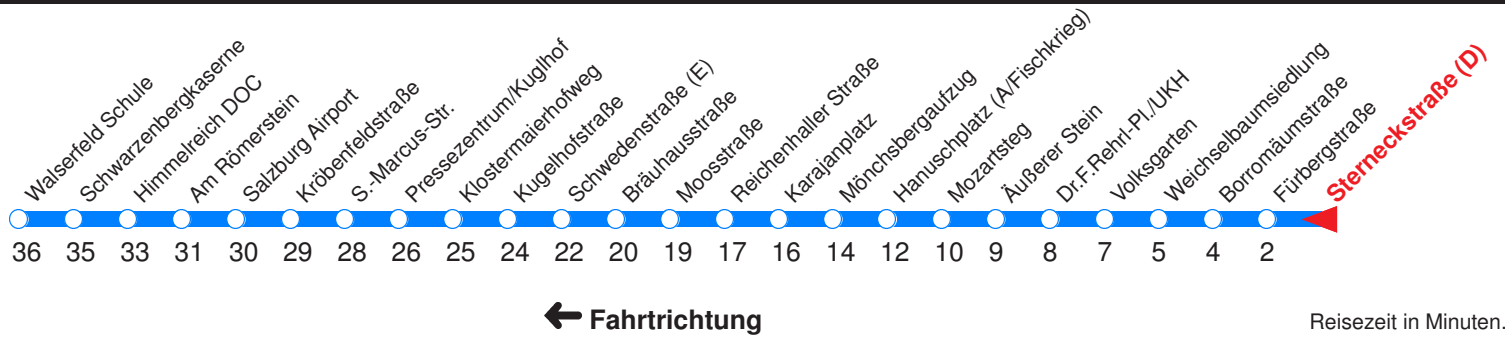 Walserfeld Schule
Schwarzenbergkaserne
Himmelreich DOC
Am Römerstein
Salzburg Airport
Kröbenfeldstraße
S.-Marcus-Str.
Pressezentrum/Kuglhof
Klostermaierhofweg
Kugelhofstraße
Schwedenstraße (E)
Bräuhausstraße
Moosstraße
Reichenhaller Straße
Karajanplatz
Mönchsbergaufzug
Hanuschplatz (A/Fischkrieg)
Mozartsteg
Äußerer Stein
Dr.F.Rehrl-Pl./UKH
Volksgarten
Weichselbaumsiedlung
Borromäumstraße
Fürbergstraße
Sterneckstraße (D)
36 35 33 31 30 29 28 26 25 24 22 20 19 17 16 14 12 10 9 8 7 5 4 2
Fahrtrichtung
Reisezeit in Minuten.